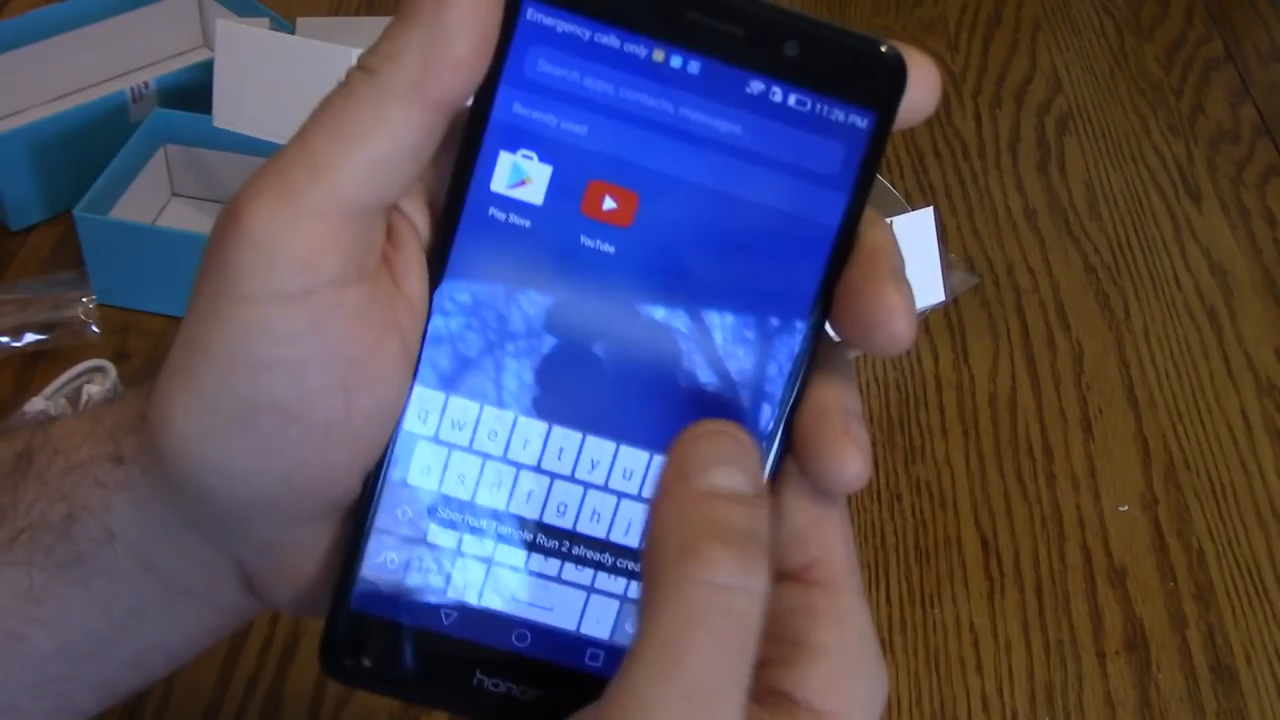 Emergency calls only
11:26 PM
Search apps, contacts, messages...
Recently used
Play Store
YouTube
q w e r t y u
a s d f g h j
Shortcut Temple Run 2 already crea
honor